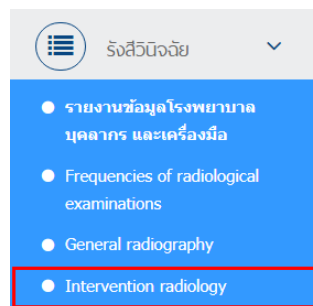 รังสีวินิจฉัย
รายงานข้อมูลโรงพยาบาล
บุคลากร และเครื่องมือ
Frequencies of radiological
examinations
General radiography
Intervention radiology